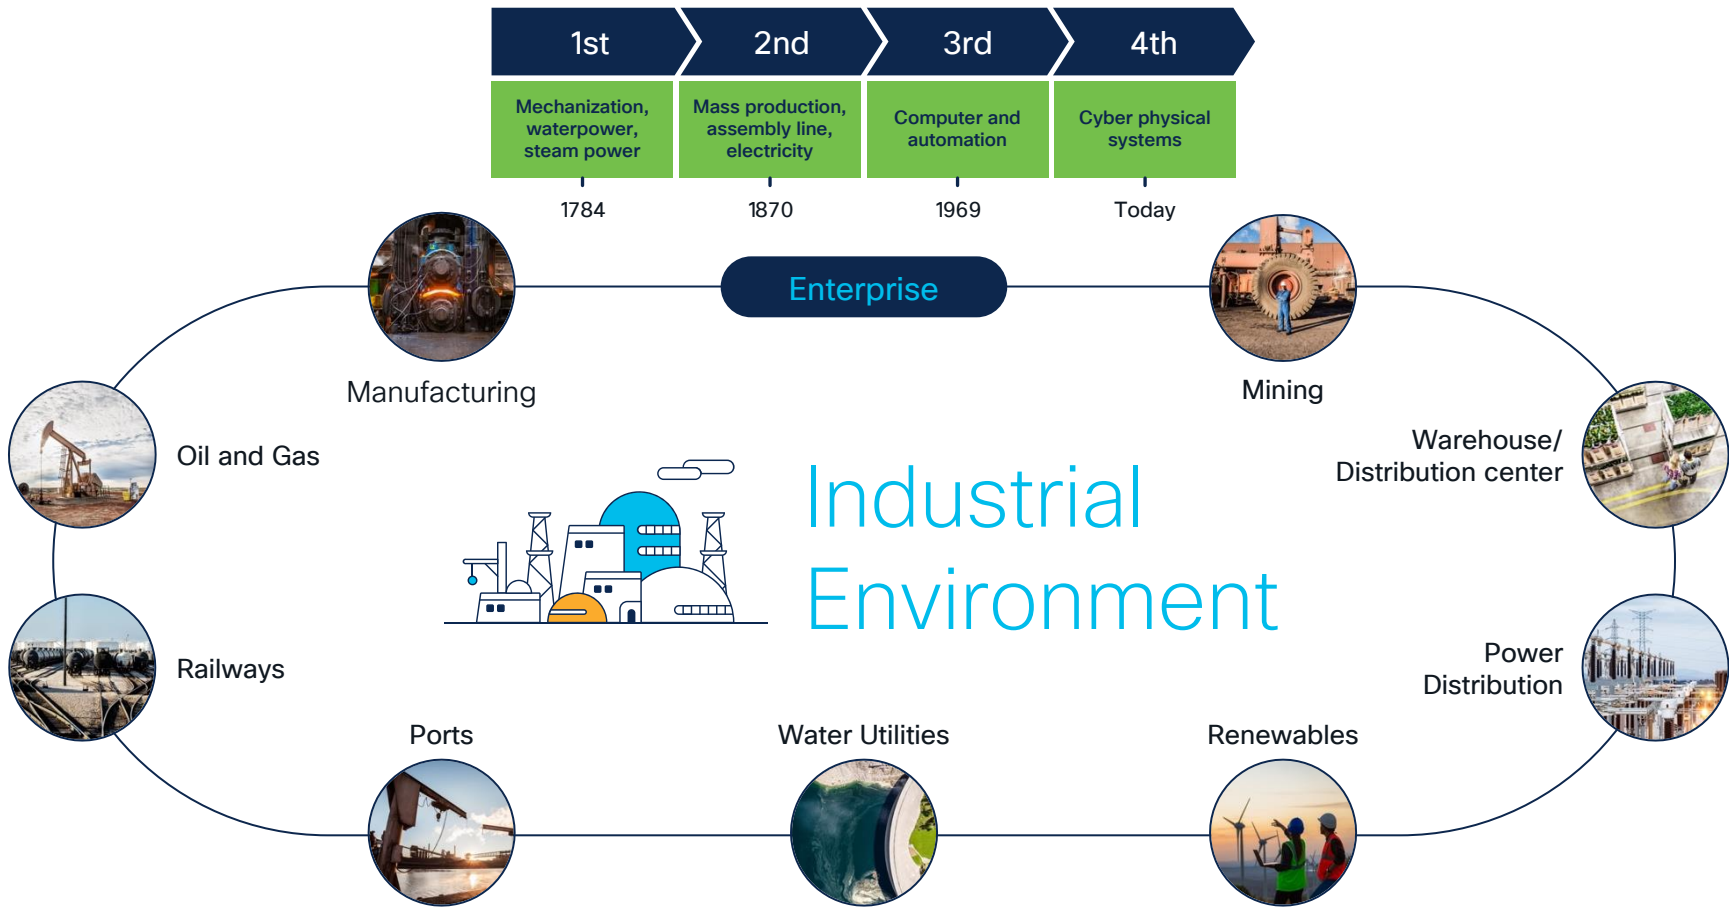 1st
2nd
3rd
4th
Mechanization,
waterpower,
steam power
Mass production,
assembly line,
electricity
Computer and
automation
Cyber physical
systems
1784
1870
1969
Today
Enterprise
Manufacturing
Mining
Oil and Gas
Warehouse/
Distribution center
Industrial
Environment
Railways
Power
Distribution
Ports
Water Utilities
Renewables